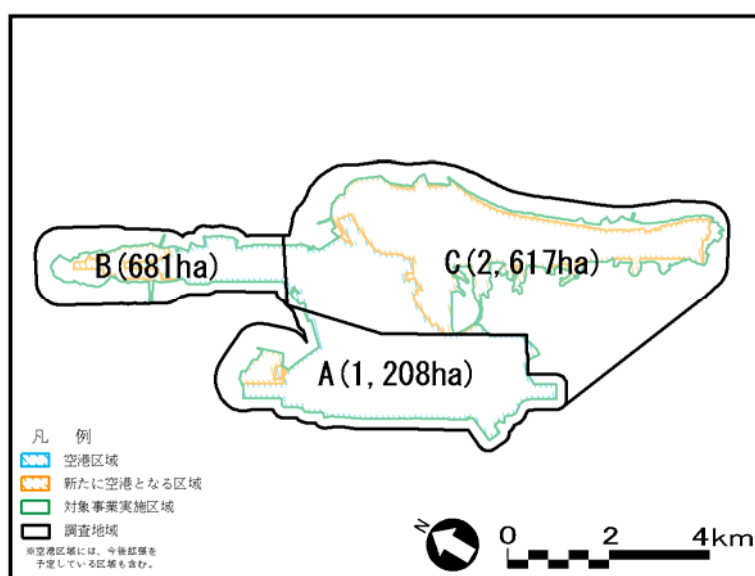 B(681ha)
C(2,617ha)
A(1,208ha)
凡 例
空港区域
新たに空港となる区域
対象事業実施区域
調査地域
※空港区域には、今後拡張を
予定している区域も含む。
N
0 2 4km